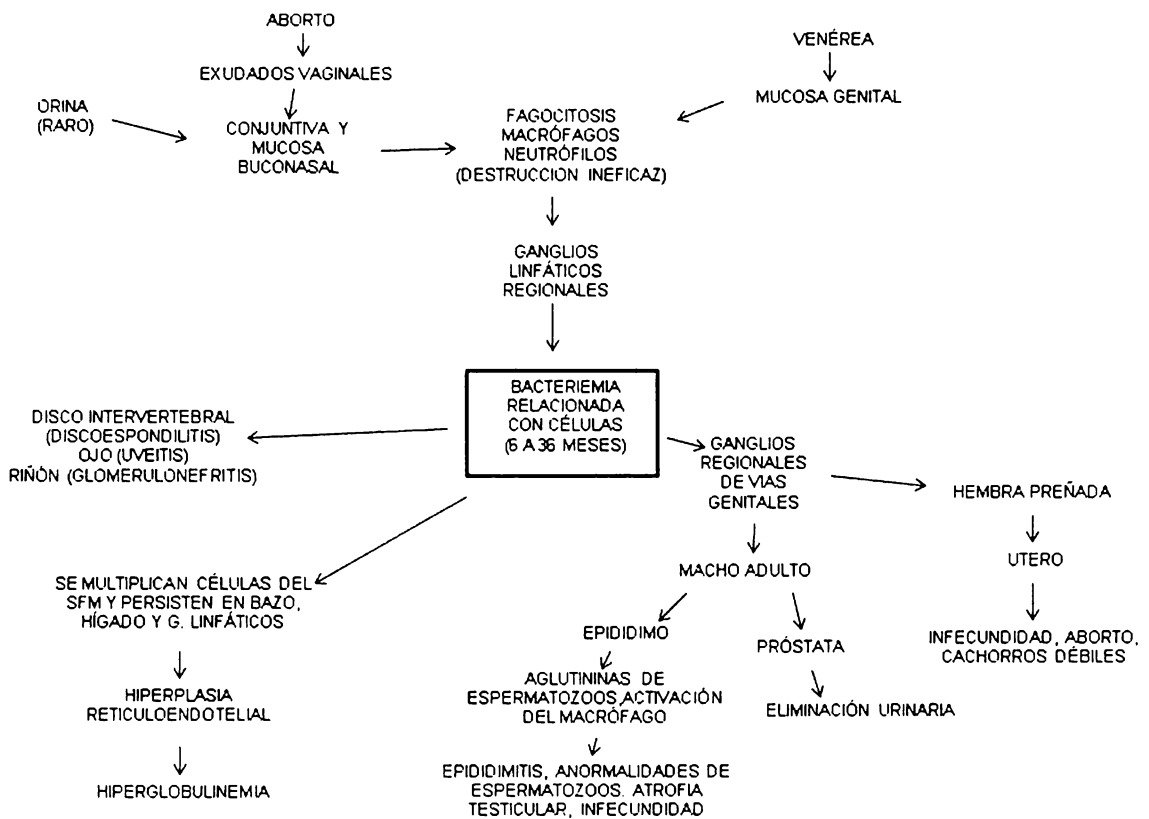 ABORTO
EXUDADOS VAGINALES
ORINA
(RARO)
CONJUNTIVA Y
MUCOSA
BUCONASAL
VENÉREA
MUCOSA GENITAL
FAGOCITOSIS
MACRÓFAGOS
NEUTRÓFILOS
(DESTRUCCION INEFICAZ)
GANGLIOS
LINFÁTICOS
REGIONALES
BACTERIEMIA
RELACIONADA
CON CÉLULAS
(6 A 36 MESES)
DISCO INTERVERTEBRAL
(DISCOESPONDILITIS)
OJO (UVEITIS)
RIÑÓN (GLOMERULONEFRITIS)
SE MULTIPLICAN CÉLULAS DEL
SFM Y PERSISTEN EN BAZO,
HÍGADO Y G. LINFÁTICOS
HIPERPLASIA
RETICULOENDOTELIAL
HIPERGLOBULINEMIA
GANGLIOS
REGIONALES
DE VIAS
GENITALES
MACHO ADULTO
EPIDIDIMO
AGLUTININAS DE
ESPERMATOZOOS,ACTIVACIÓN
DEL MACRÓFAGO
EPIDIDIMITIS, ANORMALIDADES DE
ESPERMATOZOOS. ATROFIA
TESTICULAR, INFECUNDIDAD
PRÓSTATA
ELIMINACIÓN URINARIA
HEMBRA PREÑADA
UTERO
INFECUNDIDAD, ABORTO,
CACHORROS DÉBILES